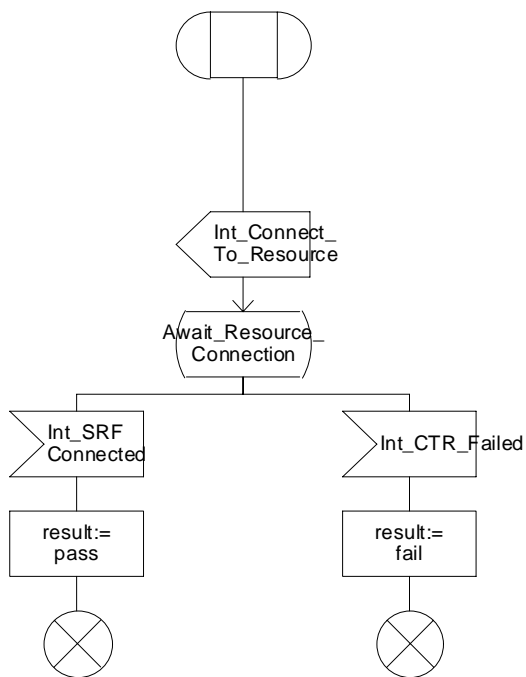 Int_Connect_
To_Resource
Await_Resource_
Connection
Int_SRF
Connected
Int_CTR_Failed
result:=
pass
result:=
fail